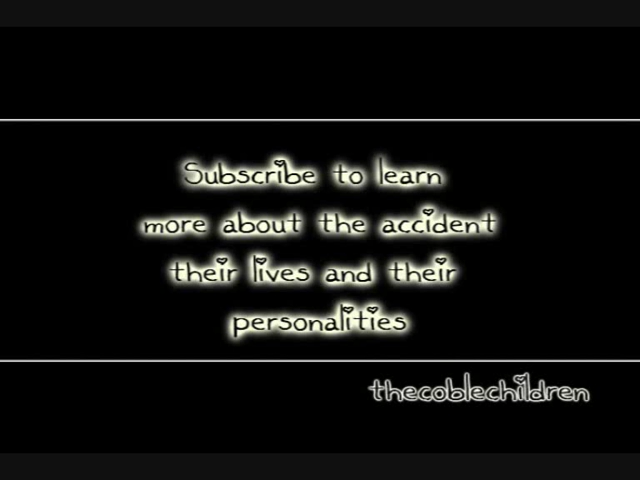 Subscribe to learn
more about the accident
their lives and their
personalities
thecoblechildren